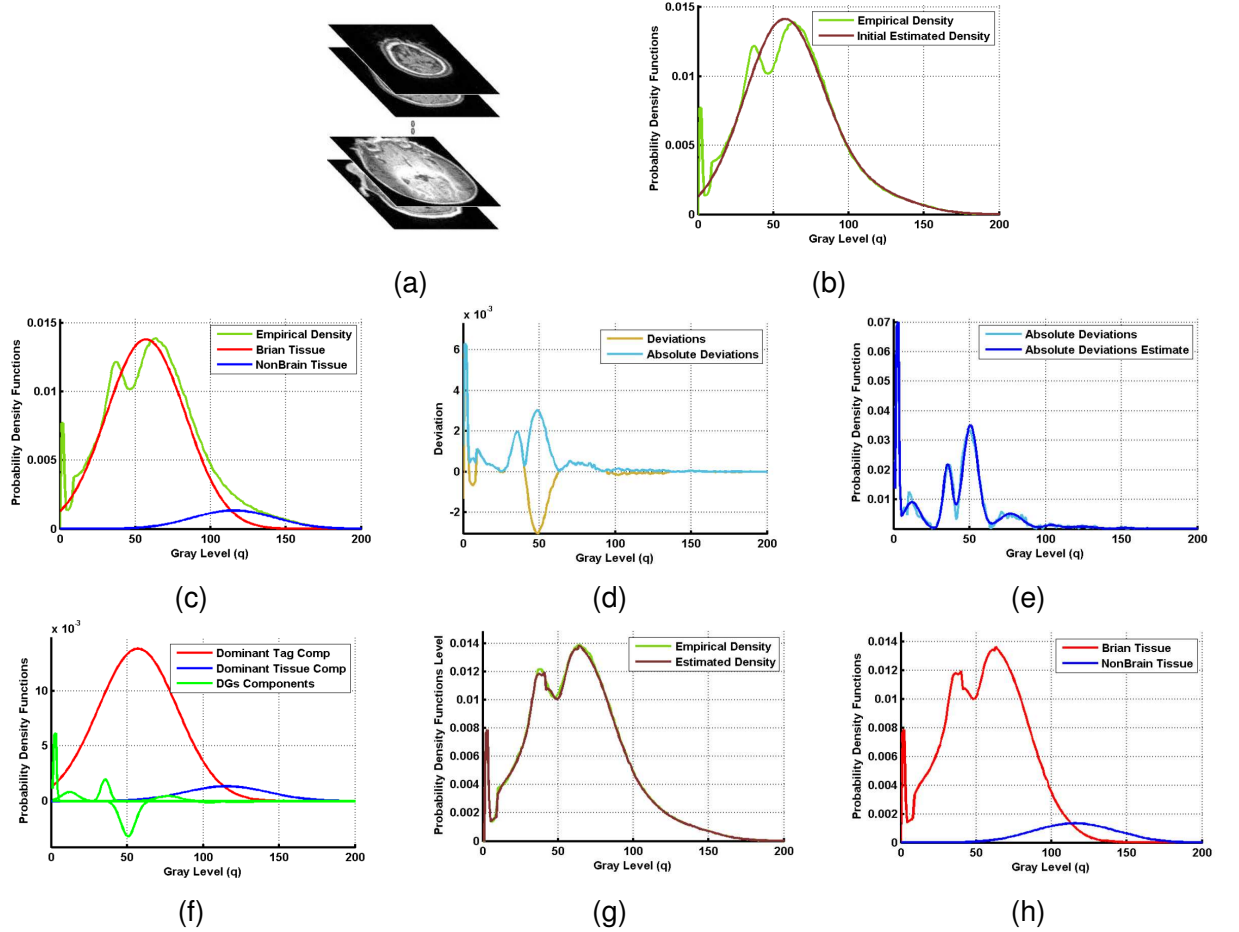 Empirical Density
Initial Estimated Density
Probability Density Functions
0.015
0.01
0.005
0
0 50 100 150 200
Gray Level (q)
(a)
(b)
Empirical Density
Brian Tissue
NonBrain Tissue
Probability Density Functions
0.015
0.01
0.005
0
0 50 100 150 200
Gray Level (q)
(c)
x 10⁻³
Deviations
Absolute Deviations
Deviation
6
4
2
0
-2
0 50 100 150 200
Gray Level (q)
(d)
Absolute Deviations
Absolute Deviations Estimate
Probability Density Function
0.07
0.06
0.05
0.04
0.03
0.02
0.01
0 50 100 150 200
Gray Level (q)
(e)
x 10⁻³
Dominant Tag Comp
Dominant Tissue Comp
DGs Components
Probability Density Functions
10
5
0
0 50 100 150 200
Gray Level (q)
(f)
Empirical Density
Estimated Density
Probability Density Functions Level
0.014
0.012
0.01
0.008
0.006
0.004
0.002
0
0 50 100 150 200
Gray Level (q)
(g)
Brian Tissue
NonBrain Tissue
Probability Density Functions
0.014
0.012
0.01
0.008
0.006
0.004
0.002
0
0 50 100 150 200
Gray Level (q)
(h)